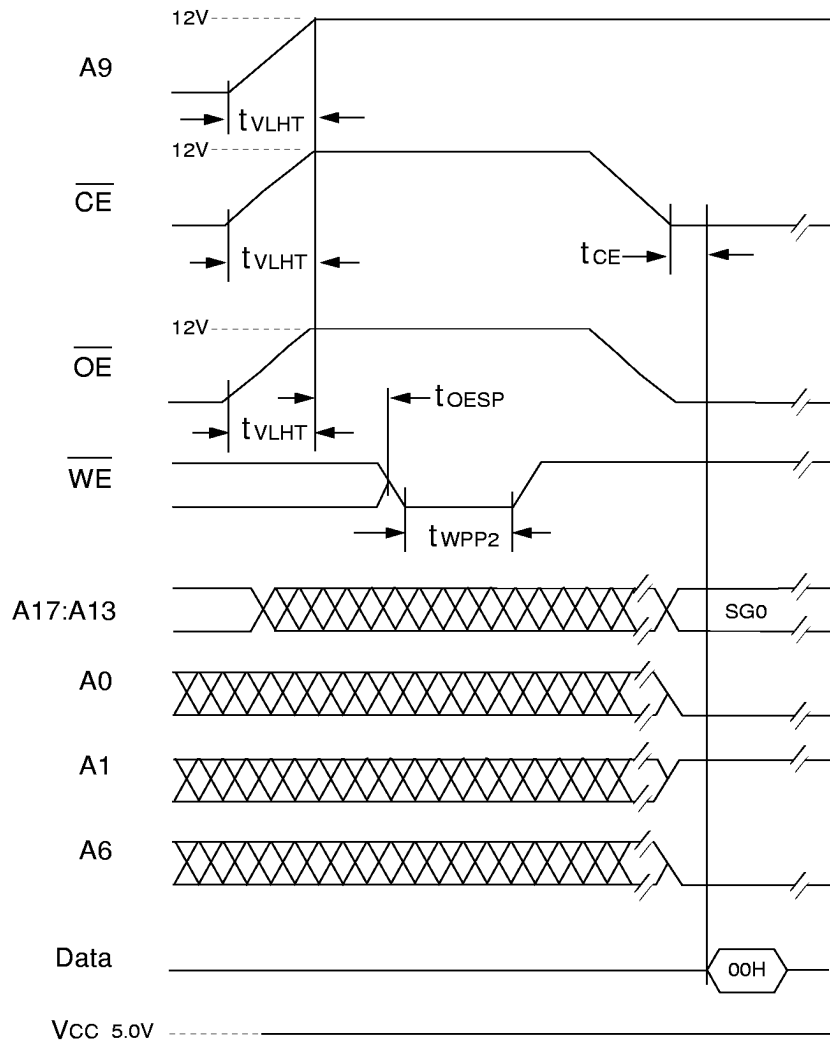 12V
A9
tVLHT
12V
CE
tVLHT
tCE
12V
OE
tOESP
tVLHT
WE
tWPP2
A17:A13
SG0
A0
A1
A6
Data
00H
VCC 5.0V